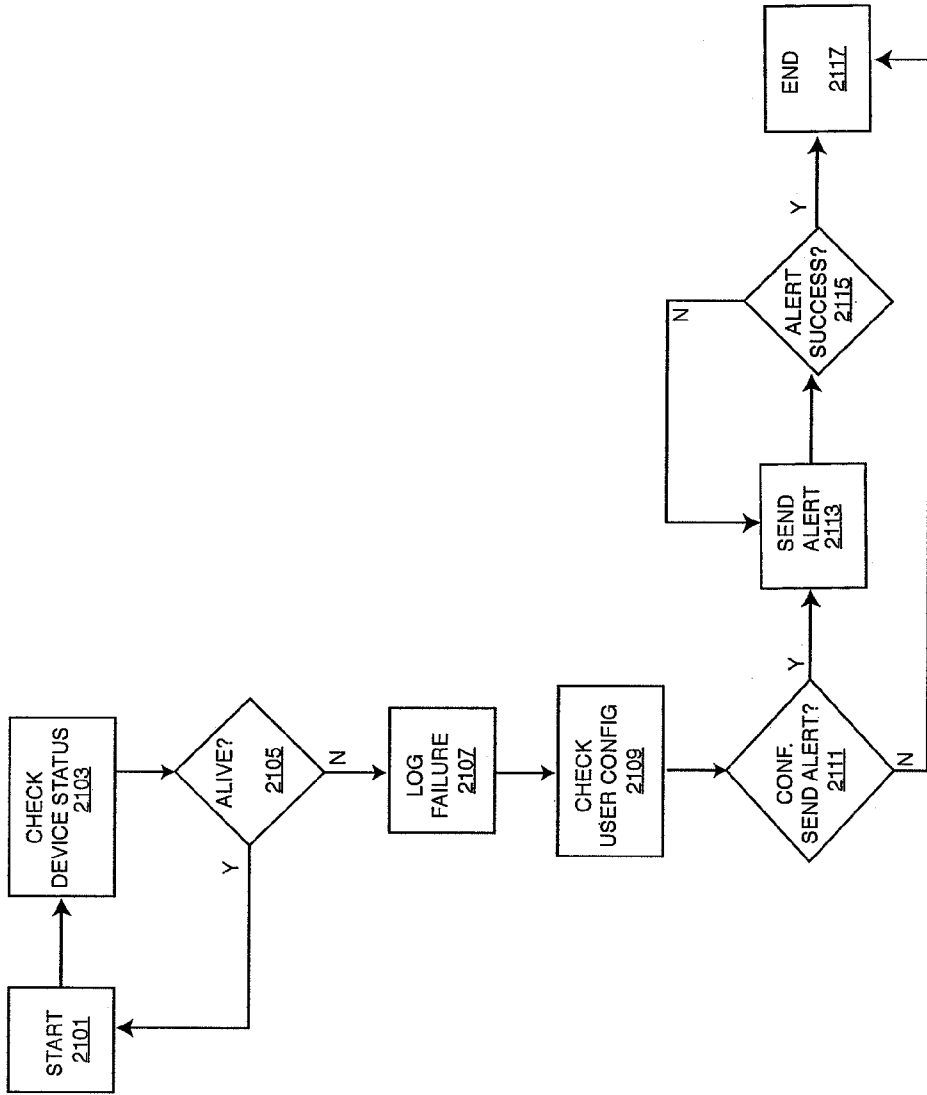 START
2101
CHECK
DEVICE STATUS
2103
ALIVE?
2105
Y
N
LOG
FAILURE
2107
CHECK
USER CONFIG
2109
CONF.
SEND ALERT?
2111
Y
N
SEND
ALERT
2113
ALERT
SUCCESS?
2115
N
Y
END
2117